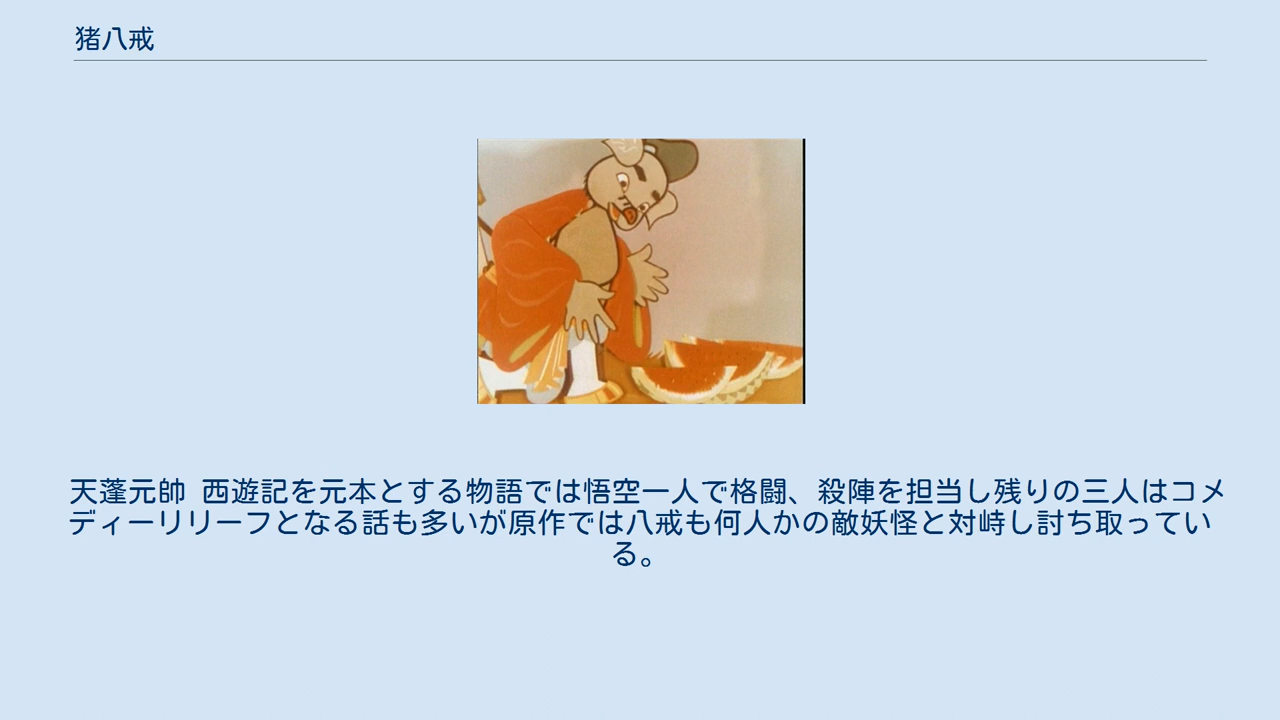 猪八戒
天蓬元帥 西遊記を元本とする物語では悟空一人で格闘、殺陣を担当し残りの三人はコメ
ディーリリーフとなる話も多いが原作では八戒も何人かの敵妖怪と対峙し討ち取ってい
る。